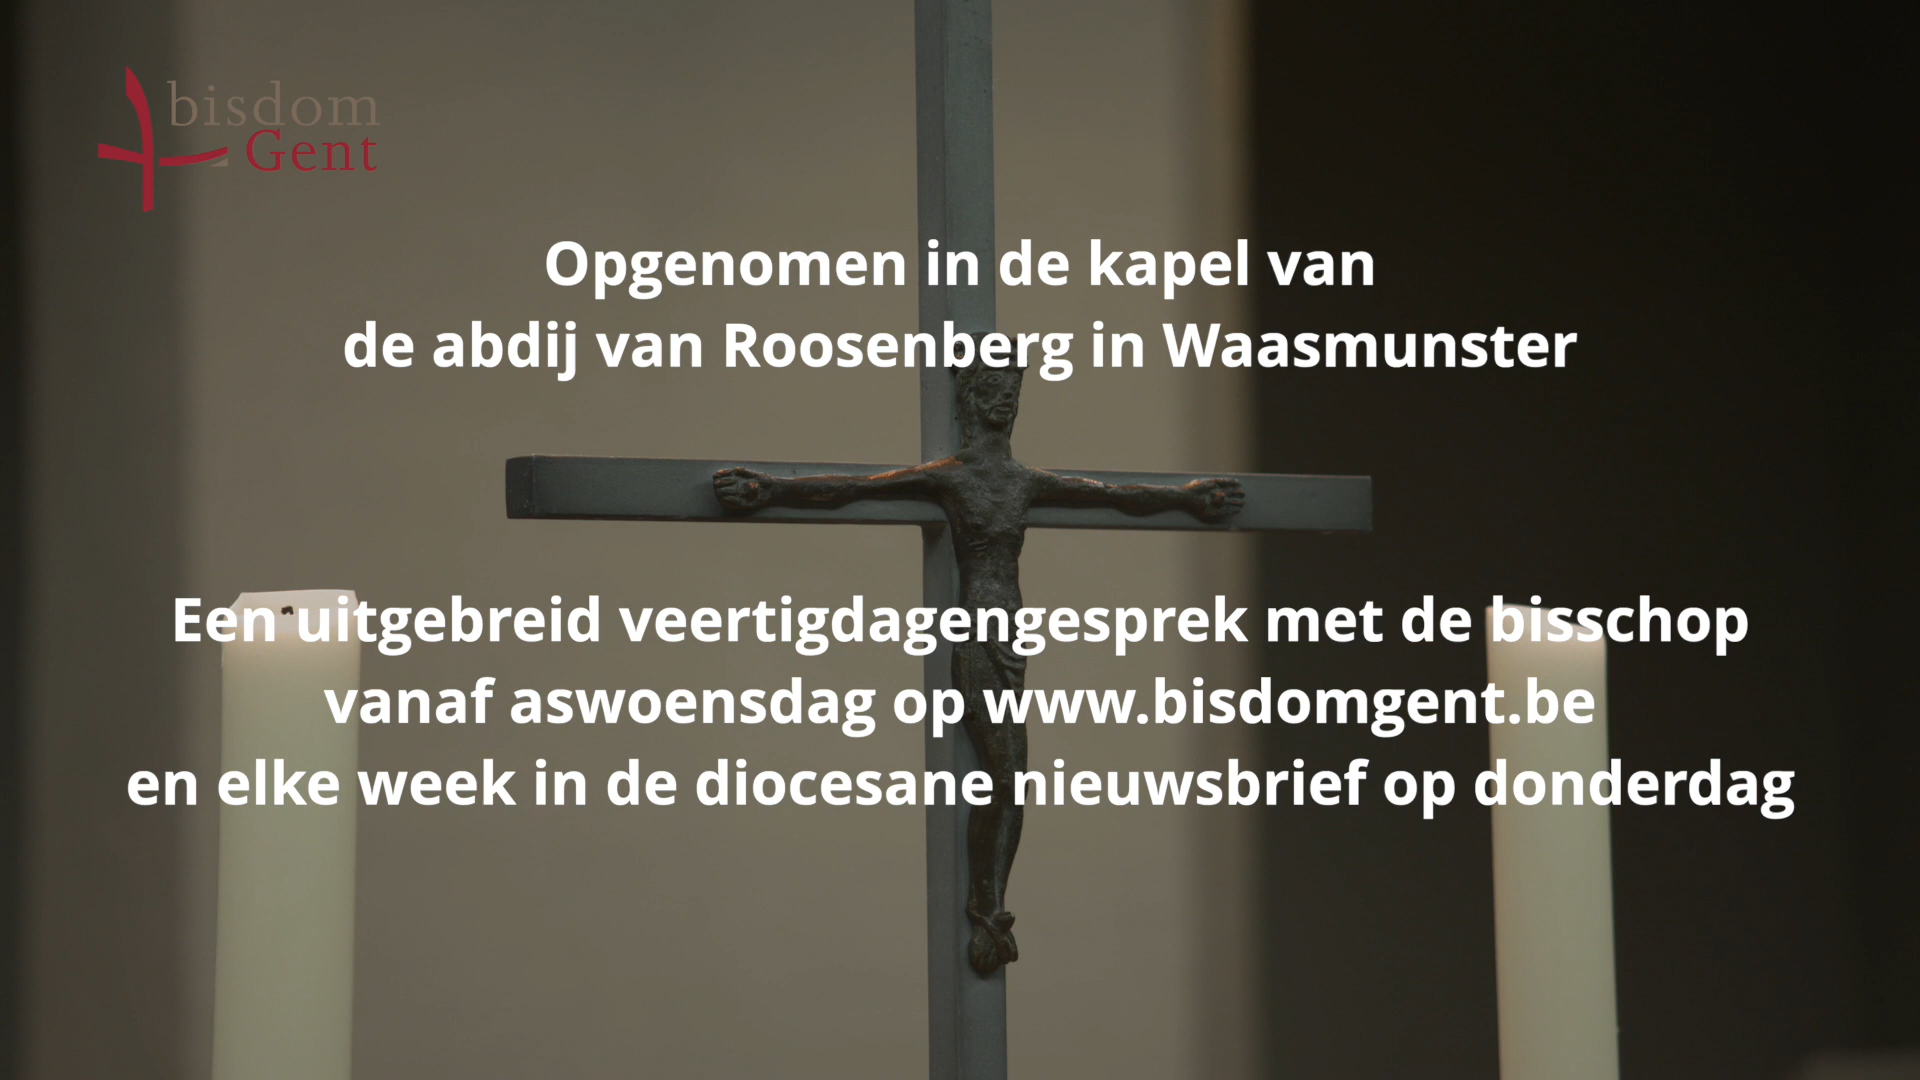 bisdom
Gent
Opgenomen in de kapel van
de abdij van Roosenberg in Waasmunster
Een uitgebreid veertigdagengesprek met de bisschop
vanaf aswoensdag op www.bisdomgent.be
en elke week in de diocesane nieuwsbrief op donderdag